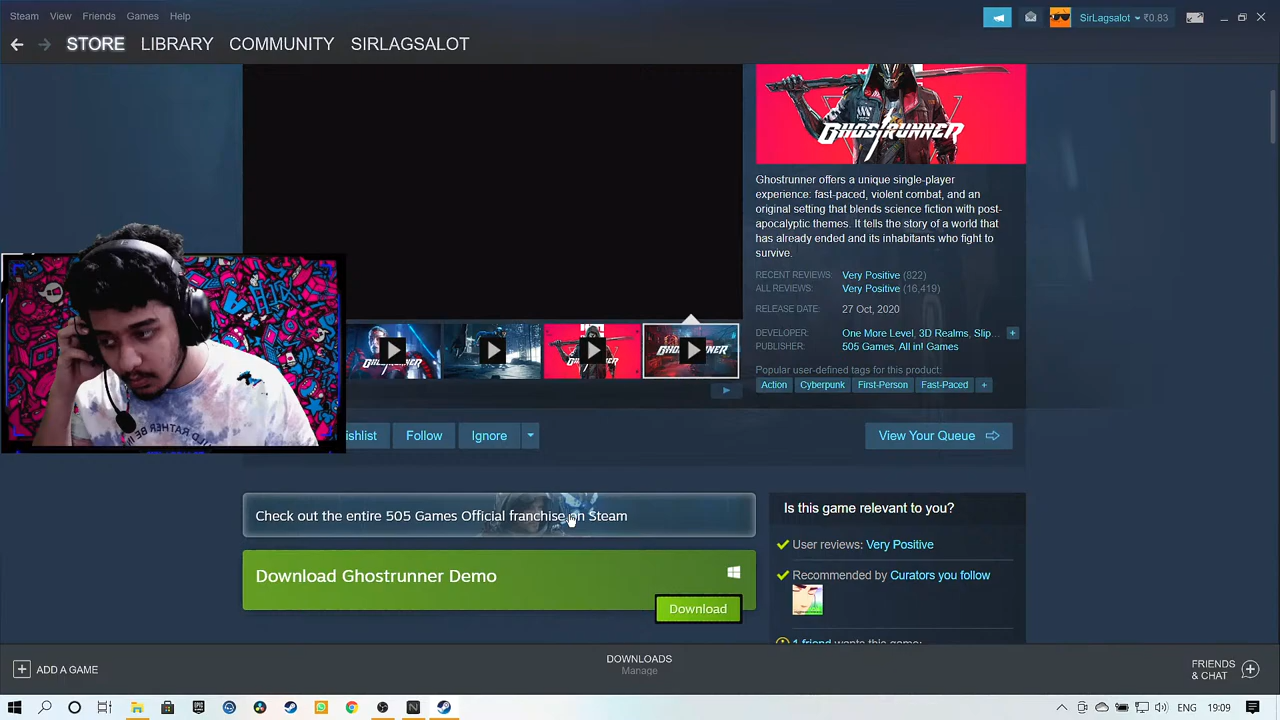 Steam View Friends Games Help
SirLagsalot ₹0.83
STORE LIBRARY COMMUNITY SIRLAGSALOT
GHOSTRUNNER
Ghostrunner offers a unique single-player
experience: fast-paced, violent combat, and an
original setting that blends science fiction with post-
apocalyptic themes. It tells the story of a world that
has already ended and its inhabitants who fight to
survive.
RECENT REVIEWS: Very Positive (822)
ALL REVIEWS: Very Positive (16,419)
RELEASE DATE: 27 Oct, 2020
DEVELOPER: One More Level, 3D Realms, Slip... +
PUBLISHER: 505 Games, All in! Games
Popular user-defined tags for this product:
Action Cyberpunk First-Person Fast-Paced +
ishlist Follow Ignore
View Your Queue
Check out the entire 505 Games Official franchise on Steam
Is this game relevant to you?
User reviews: Very Positive
Download Ghostrunner Demo
Recommended by Curators you follow
Download
1 friend wants this game:
ADD A GAME
DOWNLOADS
Manage
FRIENDS
& CHAT
ENG 19:09